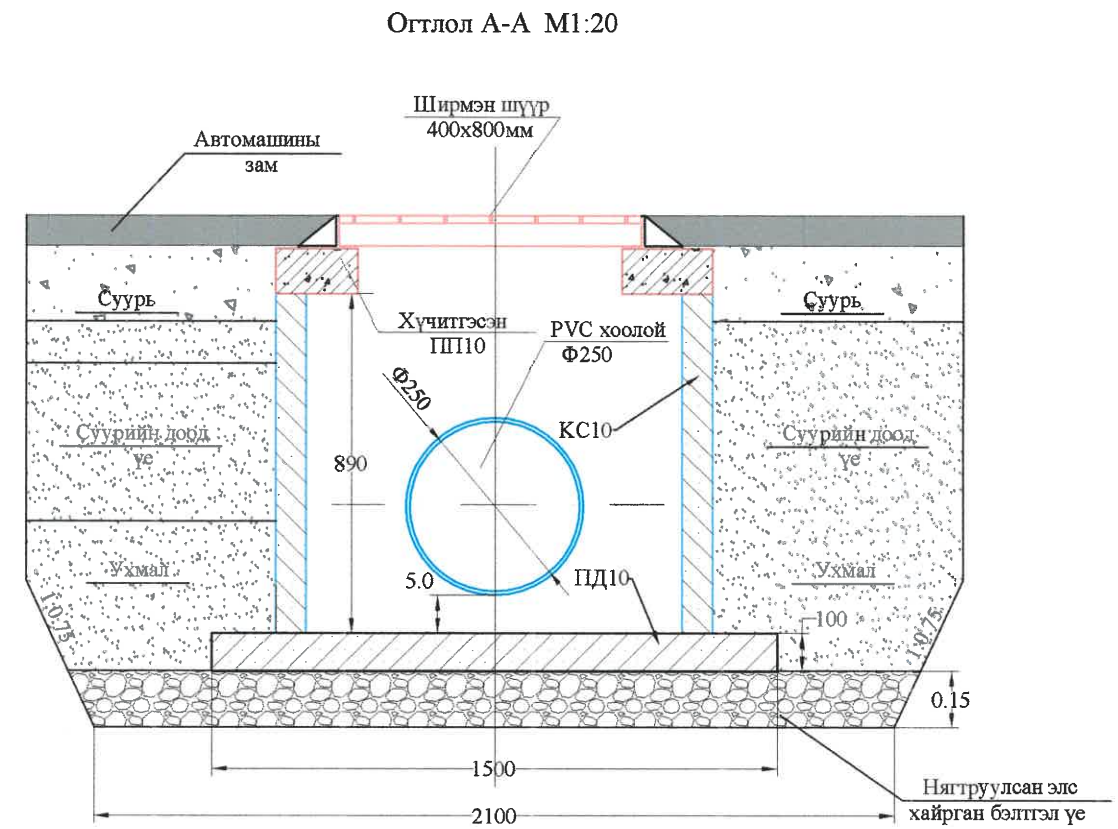 Огтлол А-А М1:20
Ширмэн шүүр
400х800мм
Автомашины
зам
Суурь
Суурь
Хүчитгэсэн
ПП10
PVC хоолой
Ф250
Ф250
КС10
Суурийн доод
үе
Суурийн доод
үе
890
5.0
ПД10
Ухмал
Ухмал
100
1:0.75
1:0.75
0.15
1500
2100
Нягтруулсан элс
хайрган бэлтгэл үе